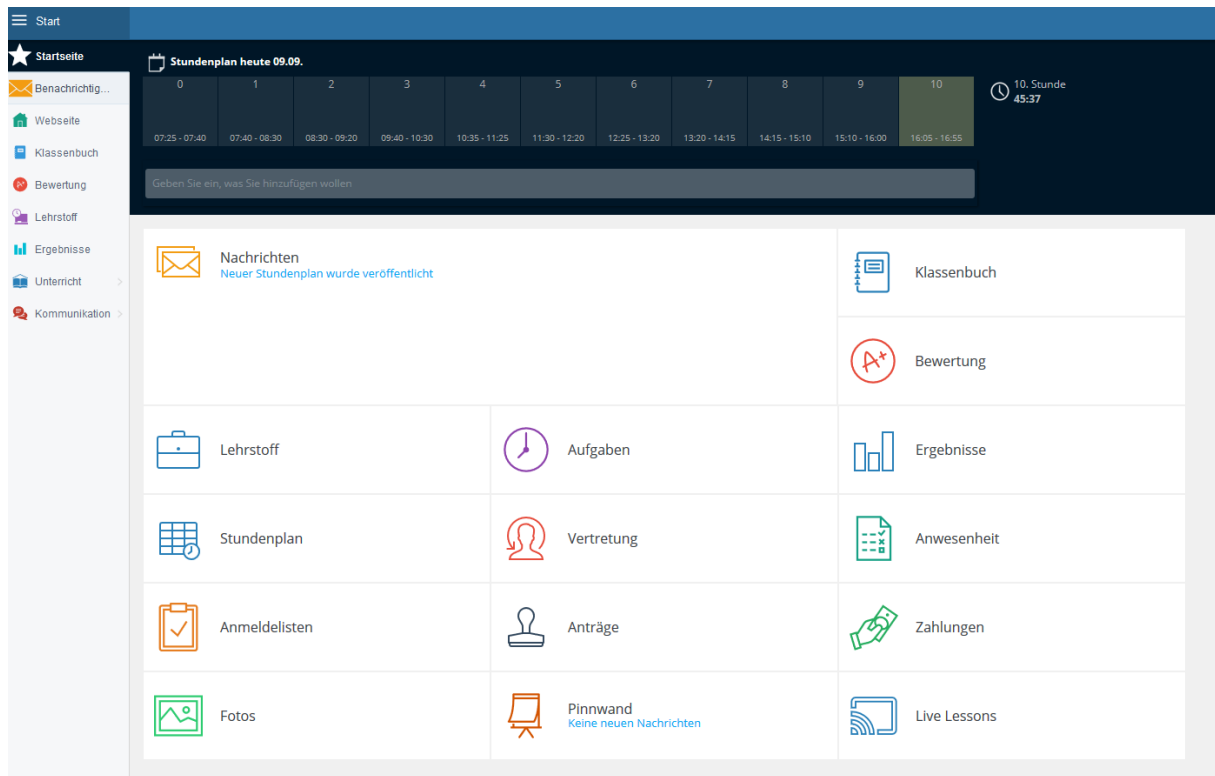 Start
Startseite
Benachrichtig...
Webseite
Klassenbuch
Bewertung
Lehrstoff
Ergebnisse
Unterricht
Kommunikation
Stundenplan heute 09.09.
0 1 2 3 4 5 6 7 8 9 10
07:25 - 07:40 07:40 - 08:30 08:30 - 09:20 09:40 - 10:30 10:35 - 11:25 11:30 - 12:20 12:25 - 13:20 13:20 - 14:15 14:15 - 15:10 15:10 - 16:00 16:05 - 16:55
10. Stunde
45:37
Geben Sie ein, was Sie hinzufügen wollen
Nachrichten
Neuer Stundenplan wurde veröffentlicht
Klassenbuch
A+
Bewertung
Lehrstoff
Aufgaben
Ergebnisse
Stundenplan
Vertretung
Anwesenheit
Anmeldelisten
Anträge
Zahlungen
Fotos
Pinnwand
Keine neuen Nachrichten
Live Lessons